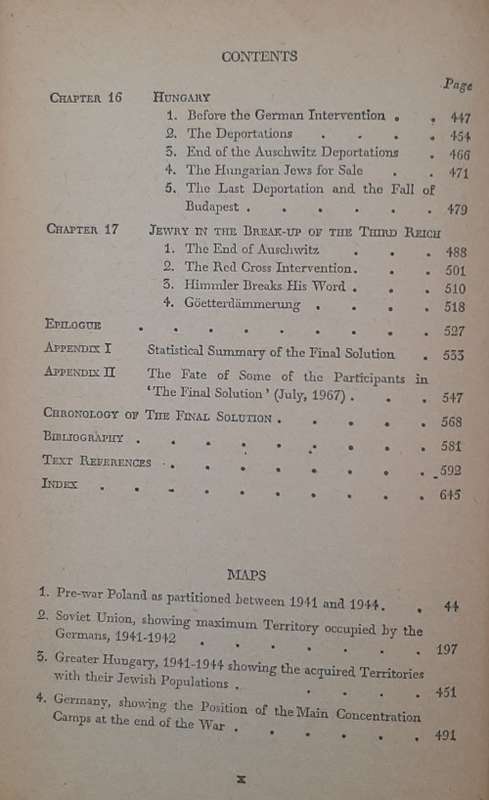 CONTENTS
Page
CHAPTER 16 HUNGARY
1. Before the German Intervention . . 447
2. The Deportations . . . . 454
3. End of the Auschwitz Deportations . 466
4. The Hungarian Jews for Sale . . 471
5. The Last Deportation and the Fall of
Budapest . . . . . . 479
CHAPTER 17 JEWRY IN THE BREAK-UP OF THE THIRD REICH
1. The End of Auschwitz . . . 488
2. The Red Cross Intervention. . . 501
3. Himmler Breaks His Word . . . 510
4. Göetterdämmerung . . . . 518
EPILOGUE . . . . . . . . . 527
APPENDIX I Statistical Summary of the Final Solution . 533
APPENDIX II The Fate of Some of the Participants in
'The Final Solution' (July, 1967) . . . 547
CHRONOLOGY OF THE FINAL SOLUTION . . . . . 568
BIBLIOGRAPHY . . . . . . . . . 581
TEXT REFERENCES . . . . . . . . 592
INDEX . . . . . . . . . . 645
MAPS
1. Pre-war Poland as partitioned between 1941 and 1944. . 44
2. Soviet Union, showing maximum Territory occupied by the
Germans, 1941-1942 . . . . . . . 197
3. Greater Hungary, 1941-1944 showing the acquired Territories
with their Jewish Populations . . . . . 451
4. Germany, showing the Position of the Main Concentration
Camps at the end of the War . . . . . . 491
x